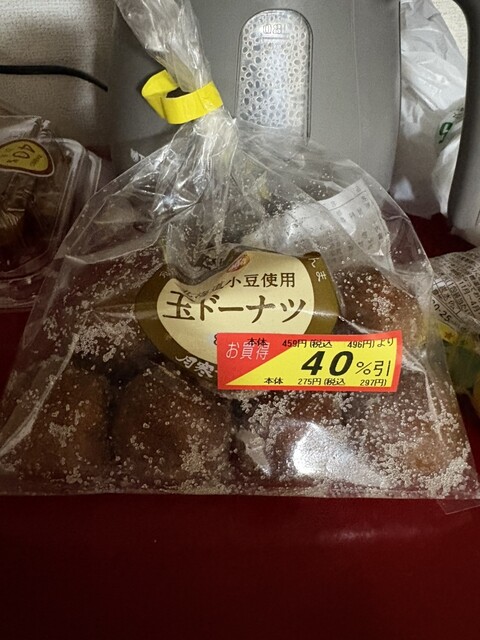 小豆使用
玉ドーナツ
お買得
本体 459円(税込 496円)より
40%引
本体 275円(税込 297円)